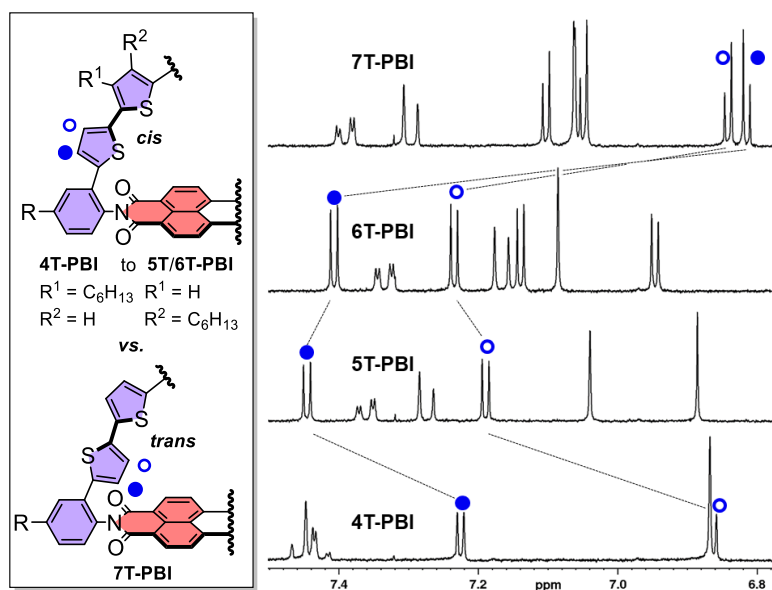 R¹ R²
S
cis
S
R
N
O
O
4T-PBI to 5T/6T-PBI
R¹ = C₆H₁₃ R¹ = H
R² = H R² = C₆H₁₃
vs.
S
trans
S
R
N
O
O
7T-PBI
7T-PBI
6T-PBI
5T-PBI
4T-PBI
7.4 7.2 ppm 7.0 6.8